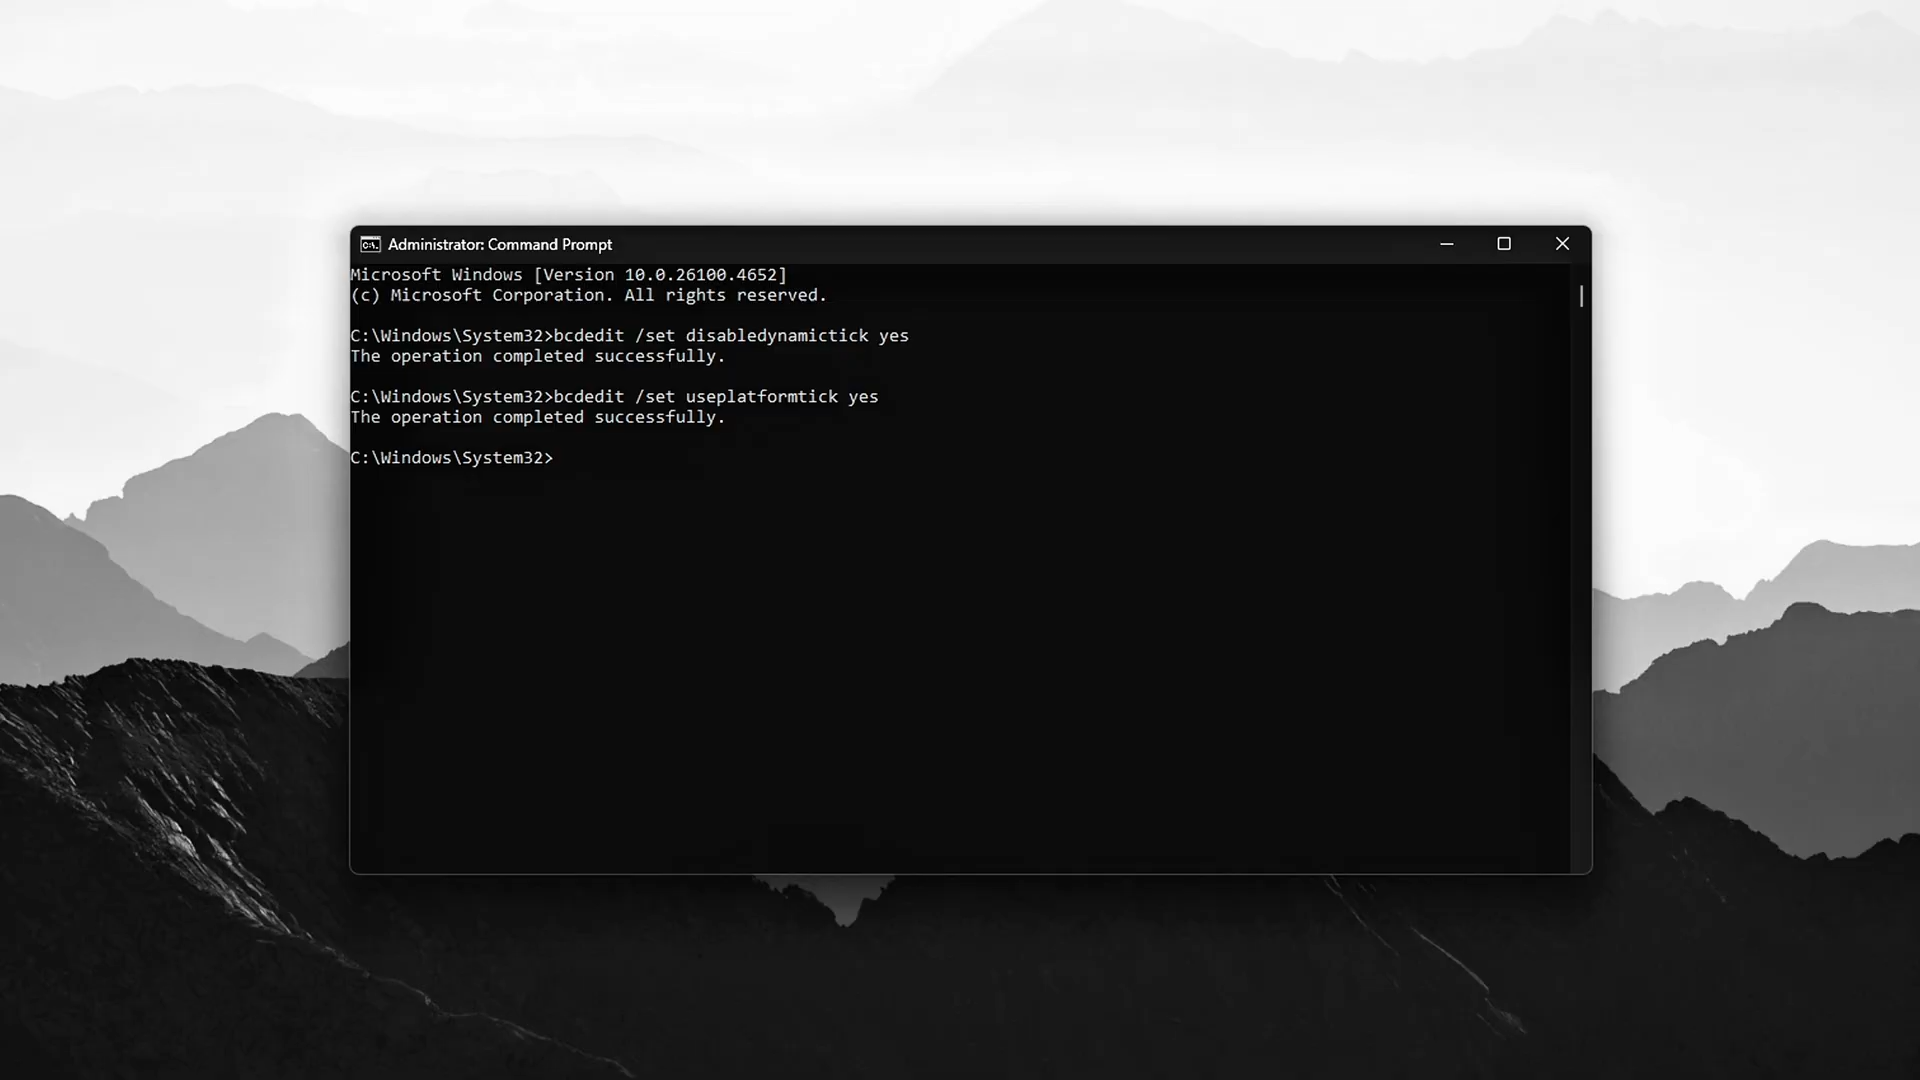 Administrator: Command Prompt
Microsoft Windows [Version 10.0.26100.4652]
(c) Microsoft Corporation. All rights reserved.
C:\Windows\System32>bcdedit /set disabledynamictick yes
The operation completed successfully.
C:\Windows\System32>bcdedit /set useplatformtick yes
The operation completed successfully.
C:\Windows\System32>